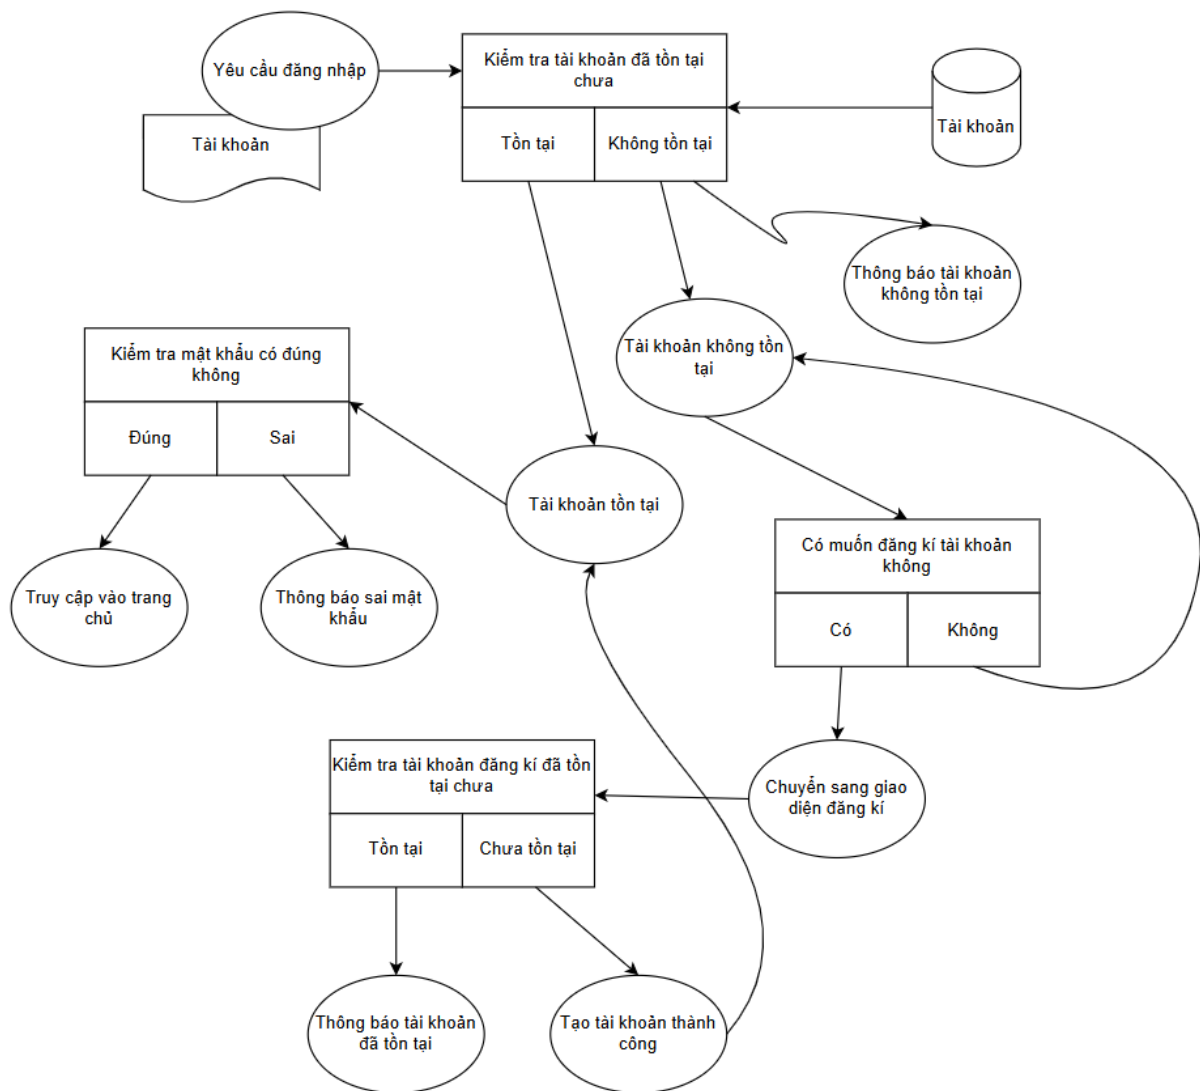 Yêu cầu đăng nhập
Kiểm tra tài khoản đã tồn tại
chưa
Tài khoản
Tồn tại
Không tồn tại
Tài khoản
Thông báo tài khoản
không tồn tại
Kiểm tra mật khẩu có đúng
không
Tài khoản không tồn
tại
Đúng
Sai
Tài khoản tồn tại
Có muốn đăng kí tài khoản
không
Truy cập vào trang
chủ
Thông báo sai mật
khẩu
Có
Không
Kiểm tra tài khoản đăng kí đã tồn
tại chưa
Chuyển sang giao
diện đăng kí
Tồn tại
Chưa tồn tại
Thông báo tài khoản
đã tồn tại
Tạo tài khoản thành
công